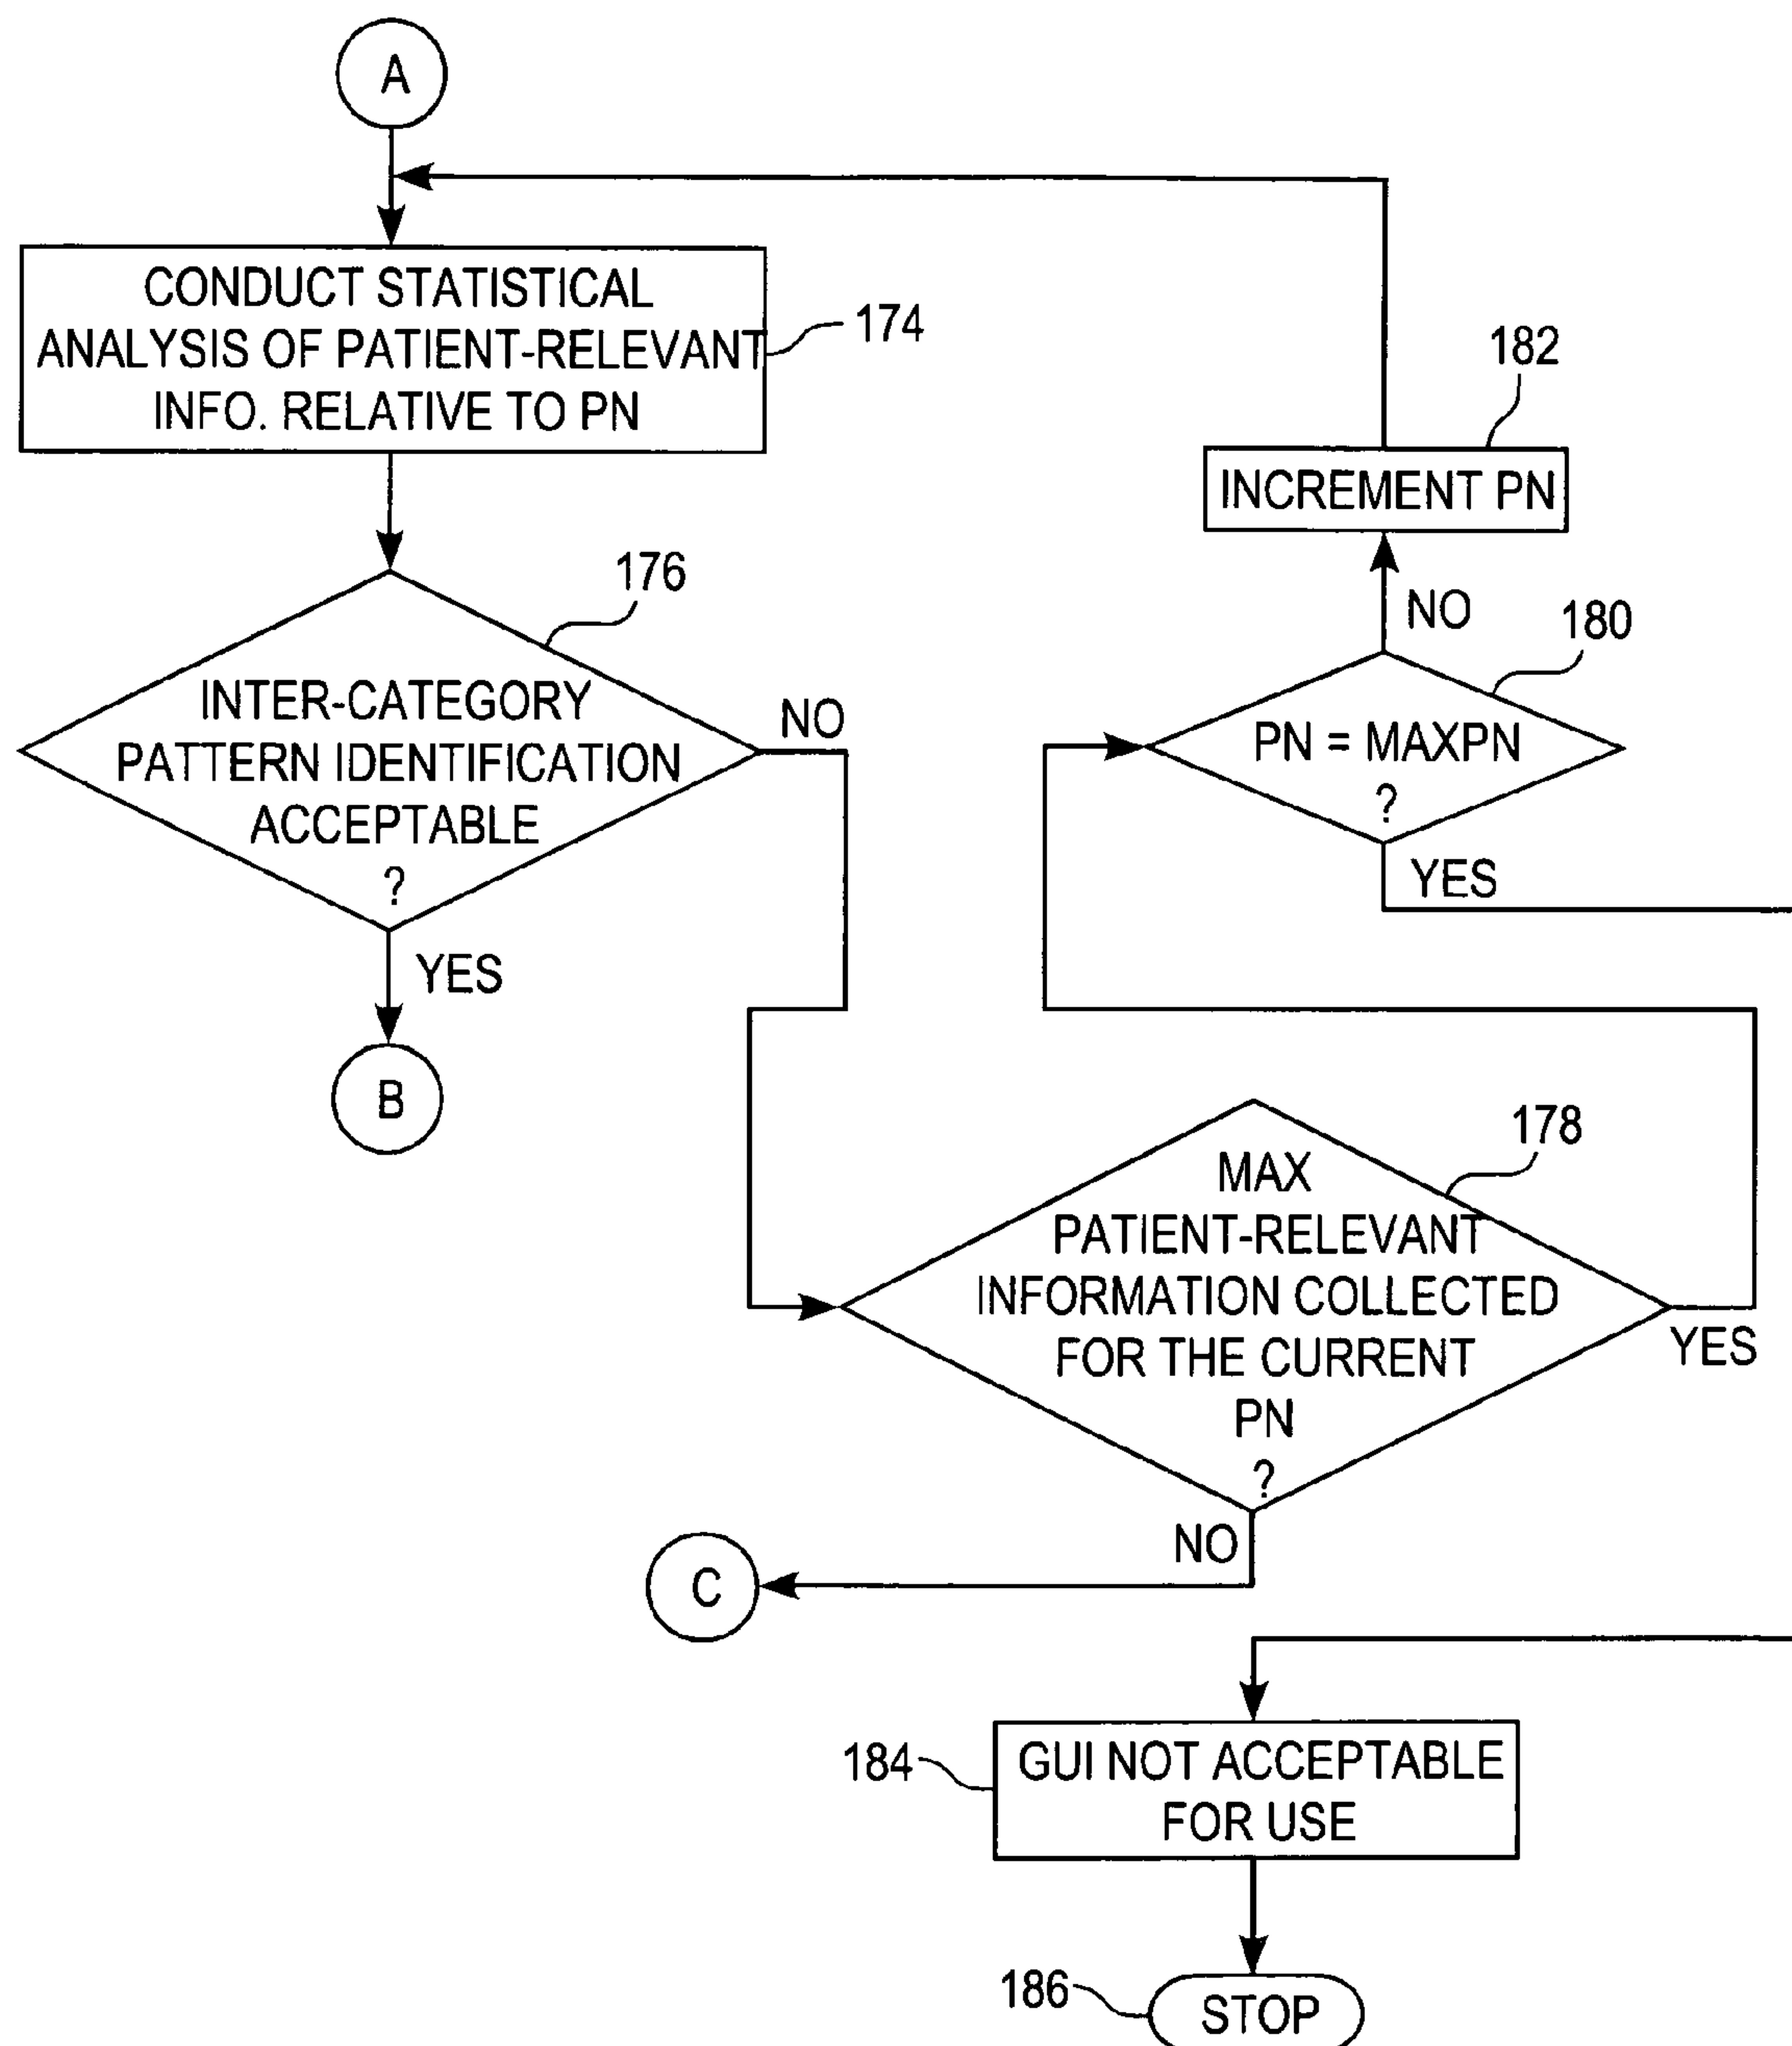 A
CONDUCT STATISTICAL
ANALYSIS OF PATIENT-RELEVANT
INFO. RELATIVE TO PN
174
182
INCREMENT PN
176
NO
180
INTER-CATEGORY
PATTERN IDENTIFICATION
ACCEPTABLE
?
NO
PN = MAXPN
?
YES
YES
B
178
MAX
PATIENT-RELEVANT
INFORMATION COLLECTED
FOR THE CURRENT
PN
?
YES
NO
C
184
GUI NOT ACCEPTABLE
FOR USE
186
STOP